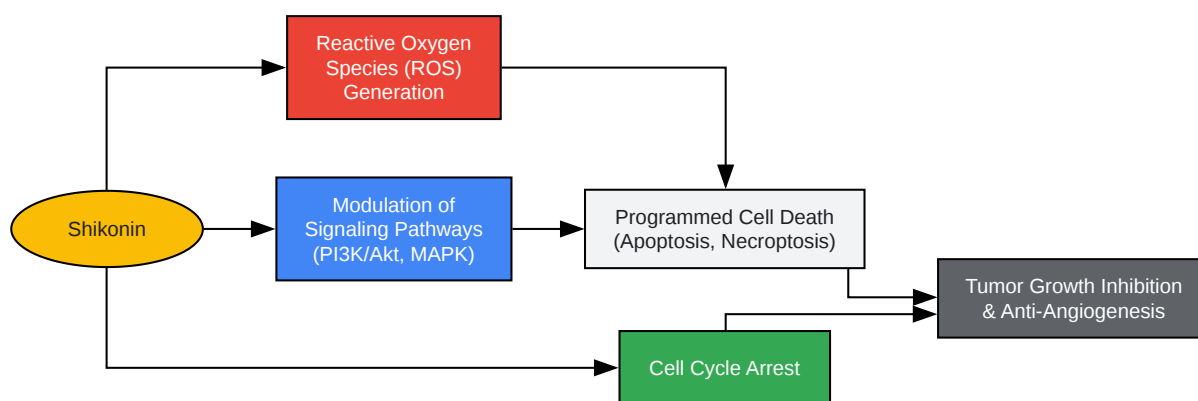 Reactive Oxygen
Species (ROS)
Generation
Shikonin
Modulation of
Signaling Pathways
(PI3K/Akt, MAPK)
Programmed Cell Death
(Apoptosis, Necroptosis)
Tumor Growth Inhibition
& Anti-Angiogenesis
Cell Cycle Arrest